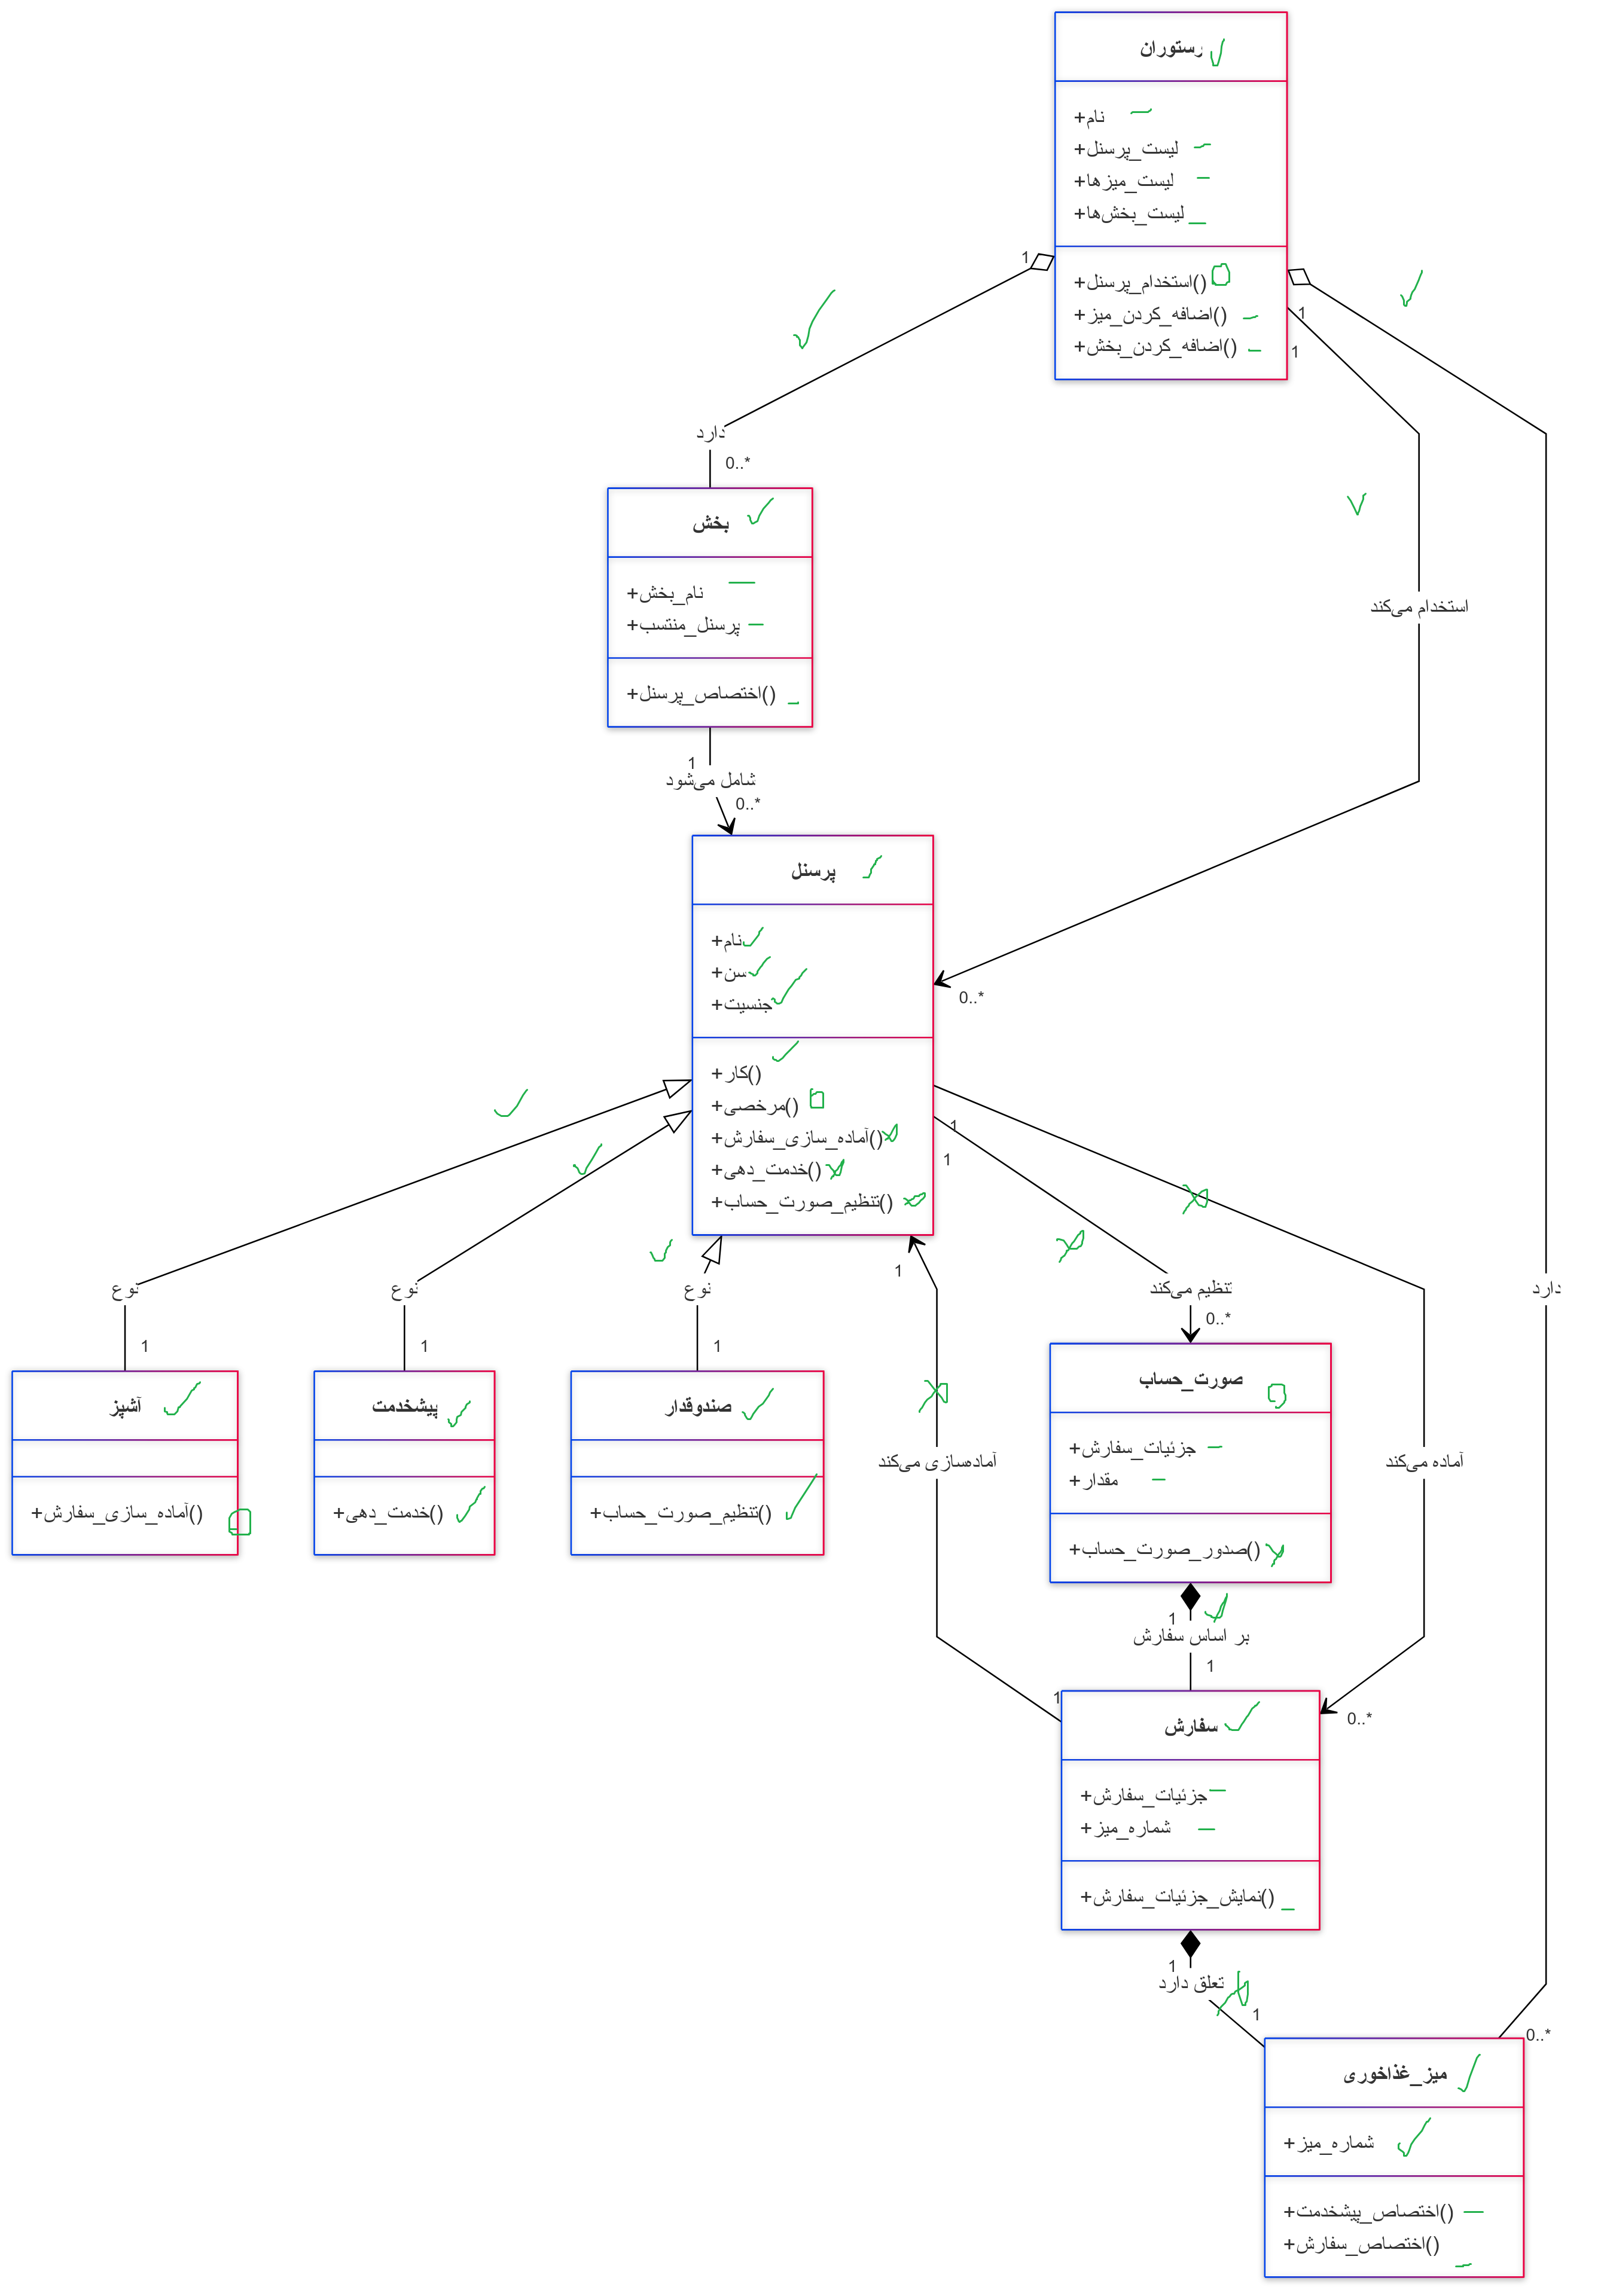 رستوران
+نام
+لیست_پرسنل
+لیست_میزها
+لیست_بخش‌ها
+استخدام_پرسنل()
+اضافه_کردن_میز()
+اضافه_کردن_بخش()
1
1
1
دارد
0..*
بخش
+نام_بخش
+پرسنل_منتسب
+اختصاص_پرسنل()
استخدام می‌کند
1
شامل می‌شود
0..*
پرسنل
+نام
+سن
+جنسیت
0..*
+کار()
+مرخصی()
+آماده_سازی_سفارش()
+خدمت_دهی()
+تنظیم_صورت_حساب()
1
1
1
نوع
نوع
نوع
تنظیم می‌کند
دارد
1
1
1
0..*
آشپز
+آماده_سازی_سفارش()
پیشخدمت
+خدمت_دهی()
صندوقدار
+تنظیم_صورت_حساب()
صورت_حساب
+جزئیات_سفارش
+مقدار
+صدور_صورت_حساب()
آماده‌سازی می‌کند
آماده می‌کند
1
بر اساس سفارش
1
1
0..*
سفارش
+جزئیات_سفارش
+شماره_میز
+نمایش_جزئیات_سفارش()
1
تعلق دارد
1
0..*
میز_غذاخوری
+شماره_میز
+اختصاص_پیشخدمت()
+اختصاص_سفارش()